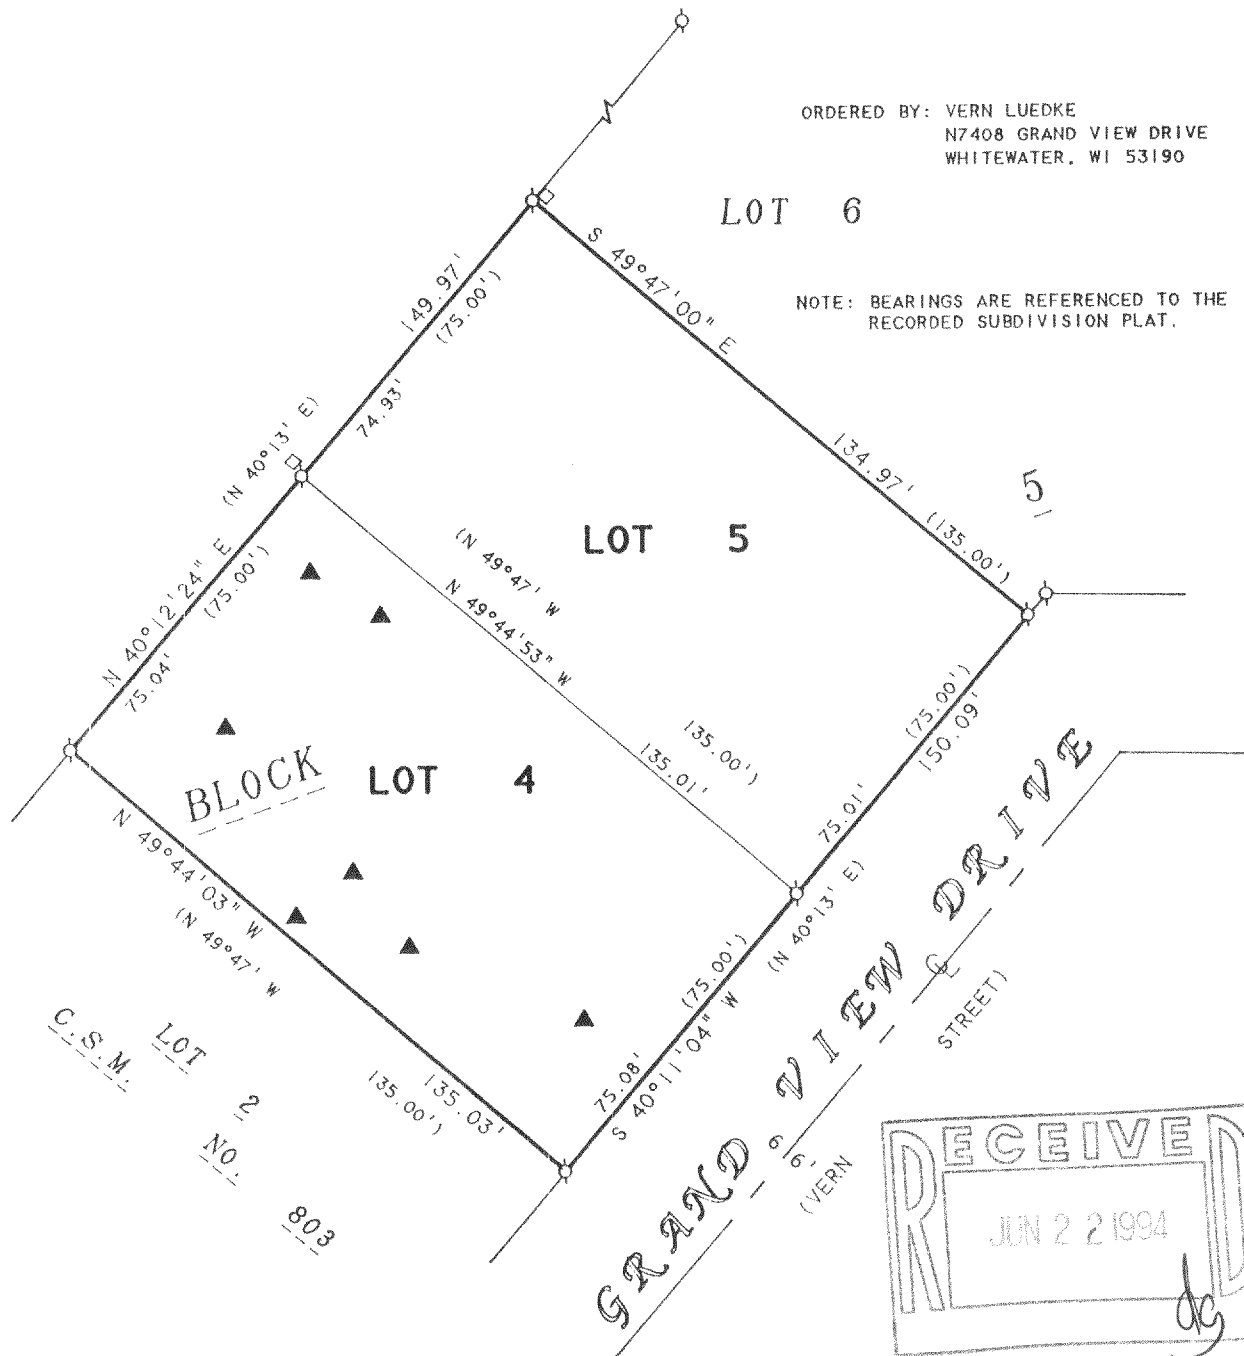 ORDERED BY: VERN LUEDKE
N7408 GRAND VIEW DRIVE
WHITEWATER, WI 53190
LOT 6
NOTE: BEARINGS ARE REFERENCED TO THE
RECORDED SUBDIVISION PLAT.
S 49°47'00" E
134.97' (135.00')
149.97'
(75.00')
74.93'
(N 40°13' E)
N 40°12'24" E
(75.00')
75.04'
LOT 5
5
(N 49°47' W
N 49°44'53" W
135.00')
135.01'
(75.00')
150.09'
75.01'
(N 40°13' E)
BLOCK
LOT 4
N 49°44'03" W
(N 49°47' W
135.03'
135.00')
(75.00')
75.08'
S 40°11'04" W
LOT 2
C.S.M. NO. 803
GRAND VIEW DRIVE
66'
(VERN STREET)
RECEIVED
JUN 22 1994